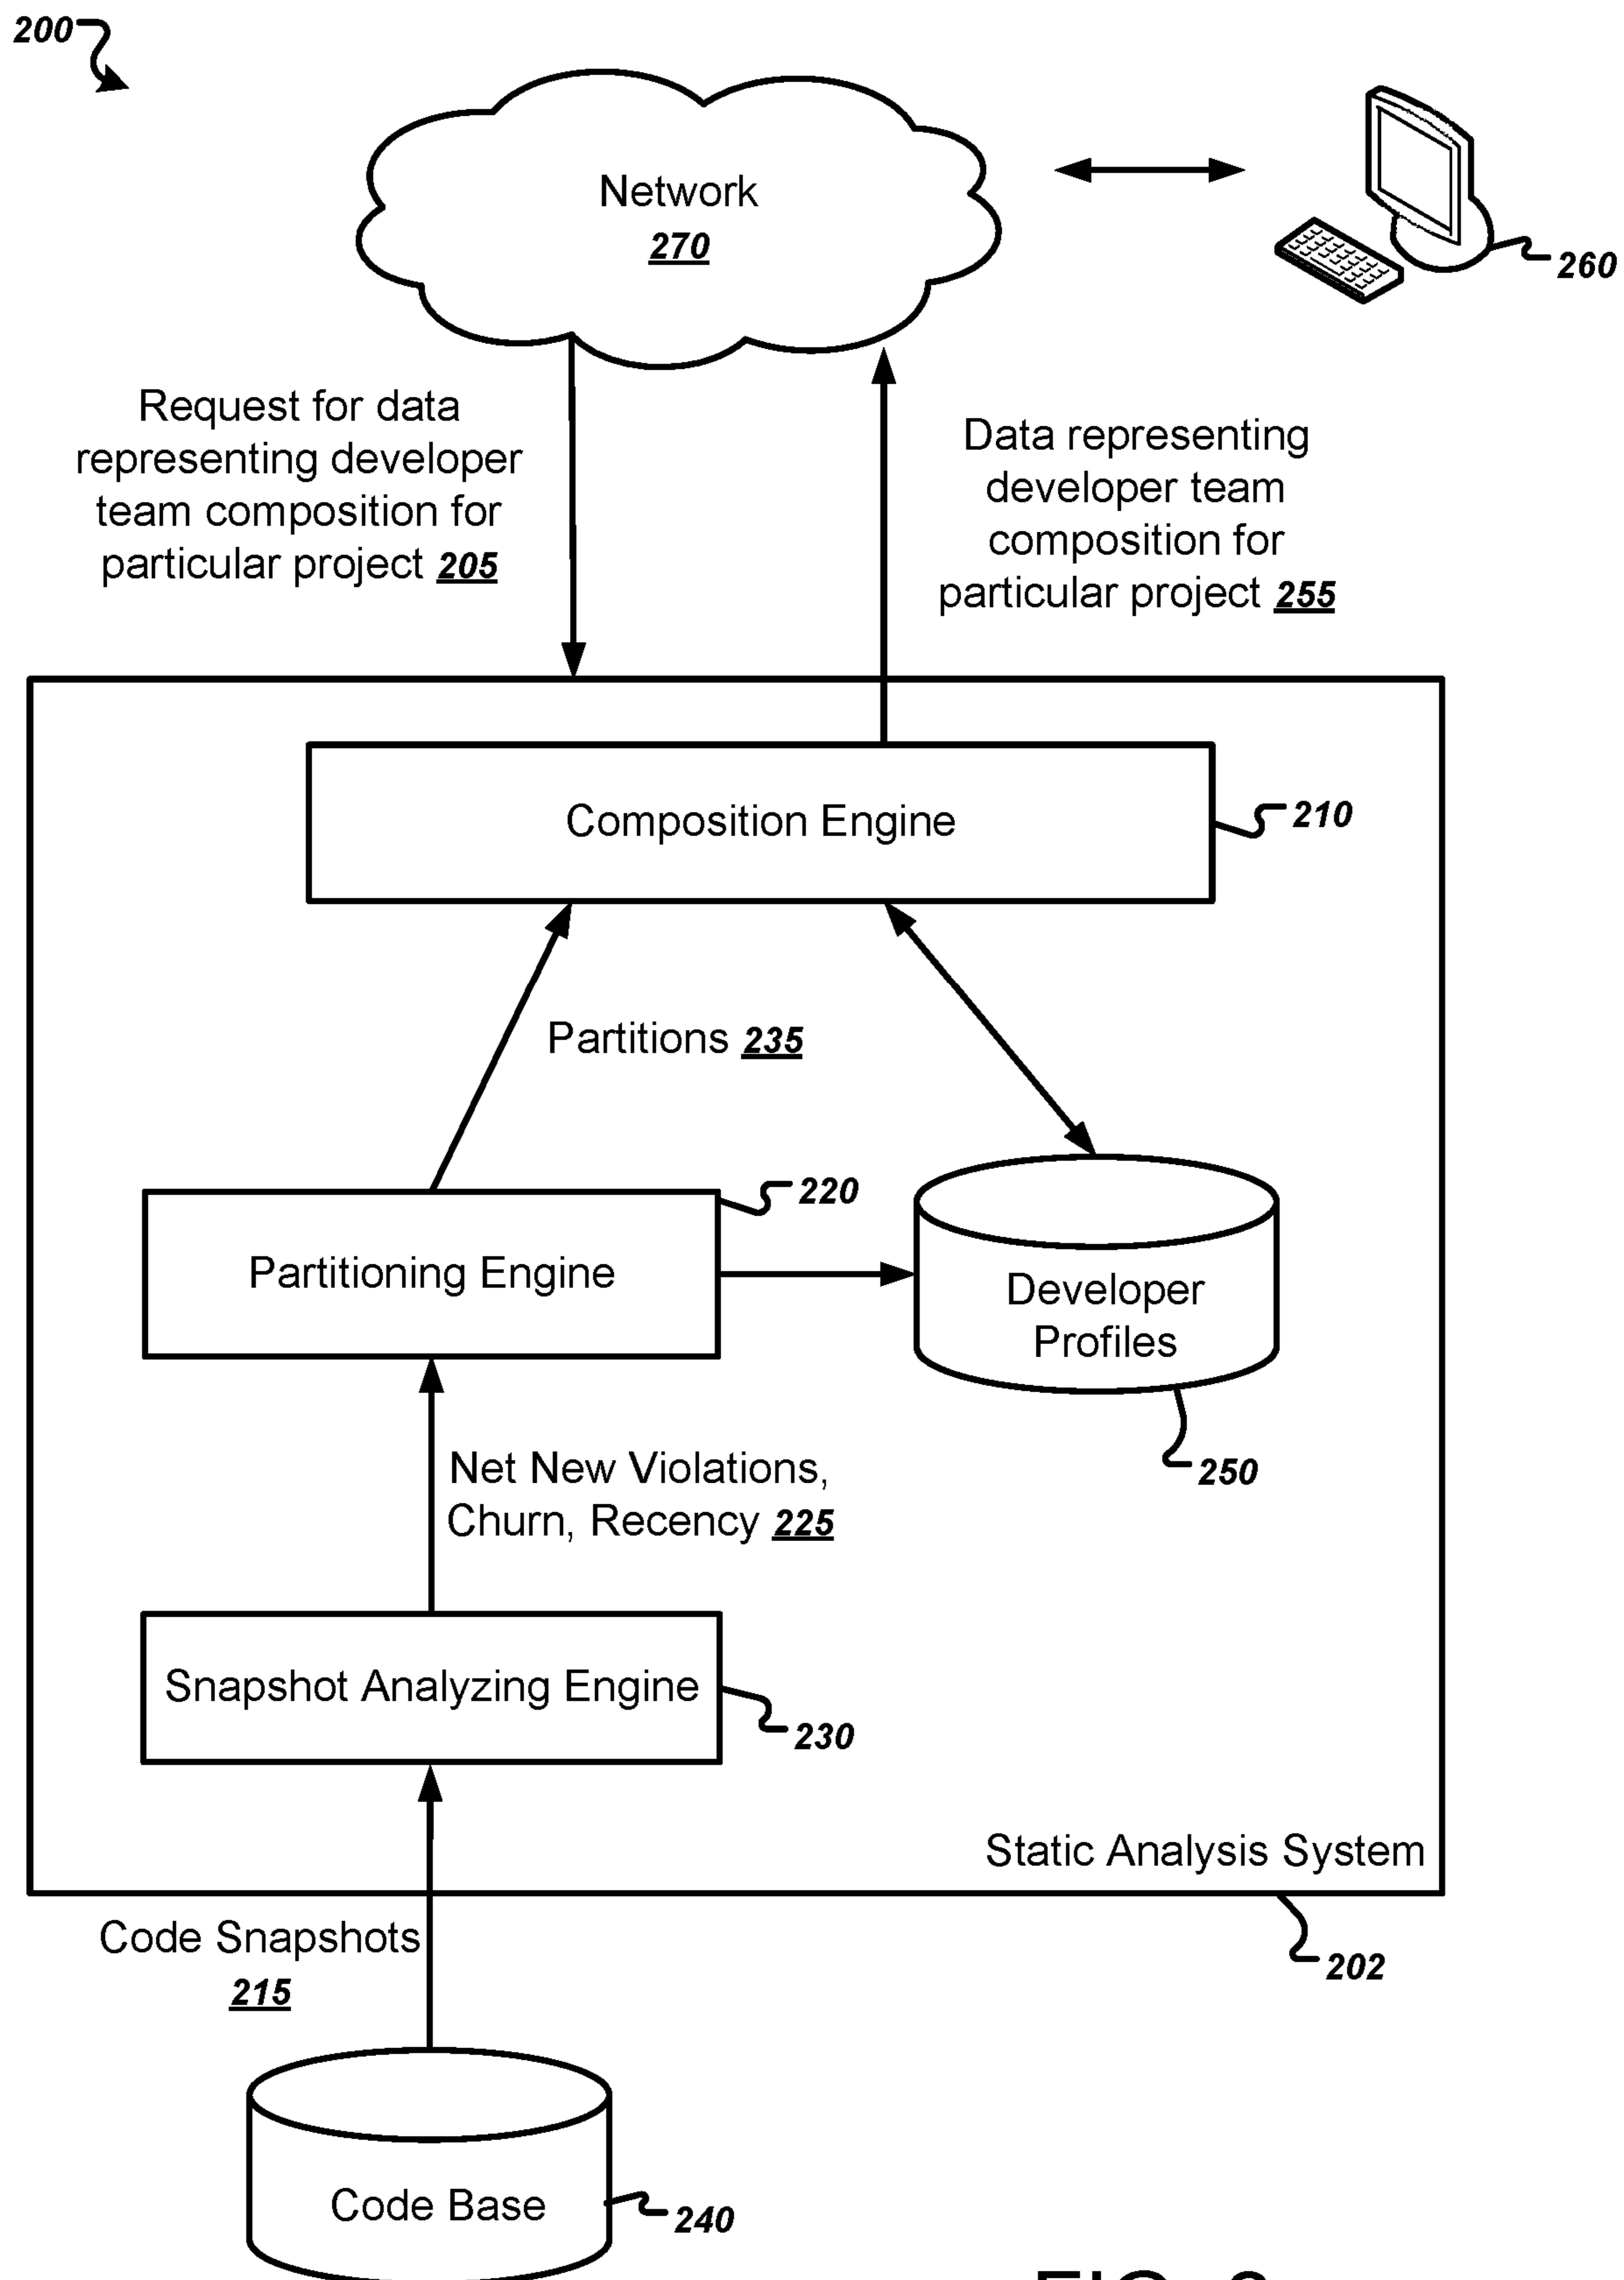 200
Network
270
260
Request for data
representing developer
team composition for
particular project 205
Data representing
developer team
composition for
particular project 255
Composition Engine
210
Partitions 235
220
Partitioning Engine
Developer
Profiles
250
Net New Violations,
Churn, Recency 225
Snapshot Analyzing Engine
230
Static Analysis System
202
Code Snapshots
215
Code Base
240